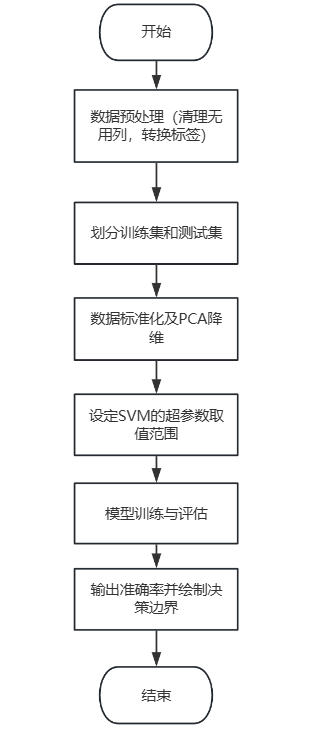 开始
数据预处理（清理无
用列，转换标签）
划分训练集和测试集
数据标准化及PCA降
维
设定SVM的超参数取
值范围
模型训练与评估
输出准确率并绘制决
策边界
结束